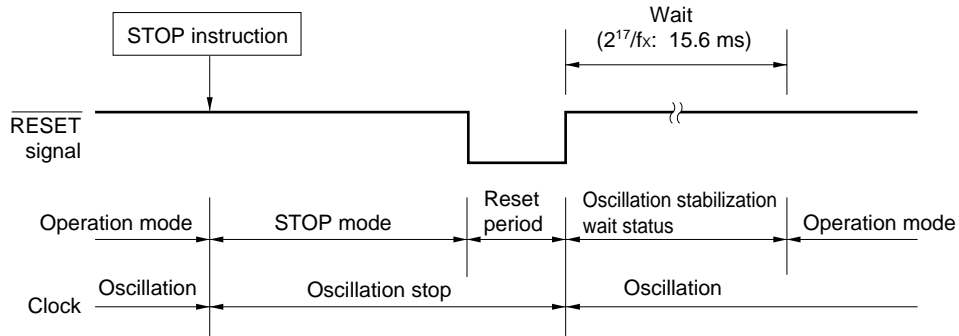 Wait
(2¹⁷/fx: 15.6 ms)
STOP instruction
RESET
signal
Operation mode
STOP mode
Reset
period
Oscillation stabilization
wait status
Operation mode
Clock
Oscillation
Oscillation stop
Oscillation